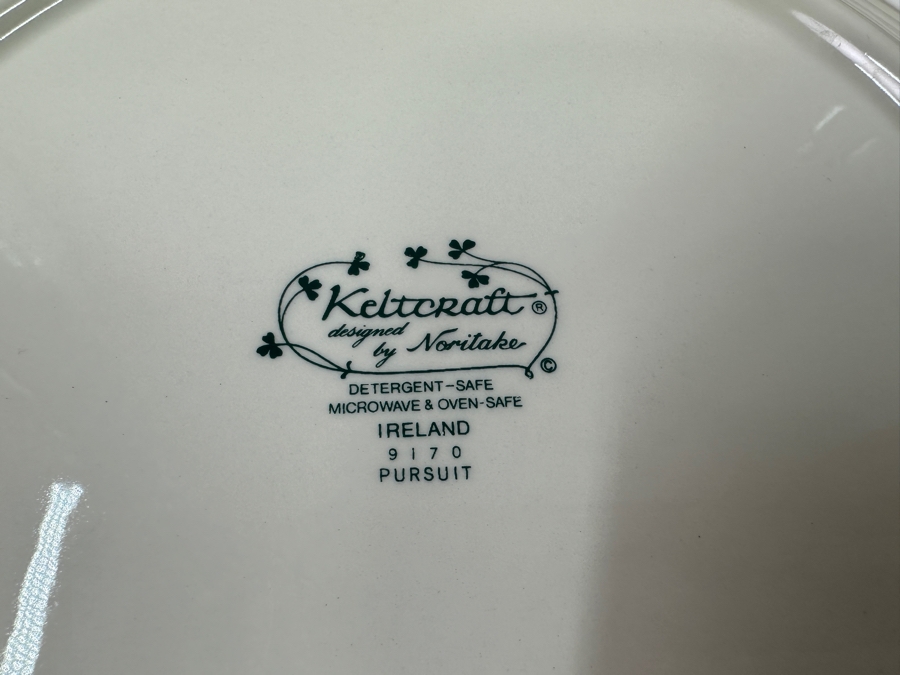 Keltcraft ®
designed
by Noritake
©
DETERGENT-SAFE
MICROWAVE & OVEN-SAFE
IRELAND
9170
PURSUIT